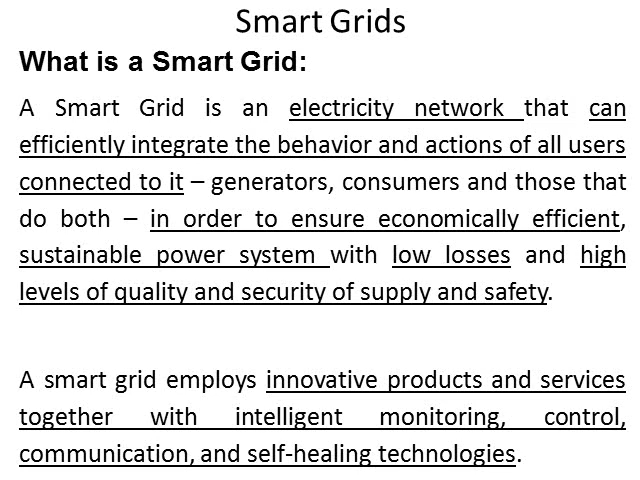 Smart Grids
What is a Smart Grid:
A Smart Grid is an electricity network that can
efficiently integrate the behavior and actions of all users
connected to it – generators, consumers and those that
do both – in order to ensure economically efficient,
sustainable power system with low losses and high
levels of quality and security of supply and safety.
A smart grid employs innovative products and services
together with intelligent monitoring, control,
communication, and self-healing technologies.